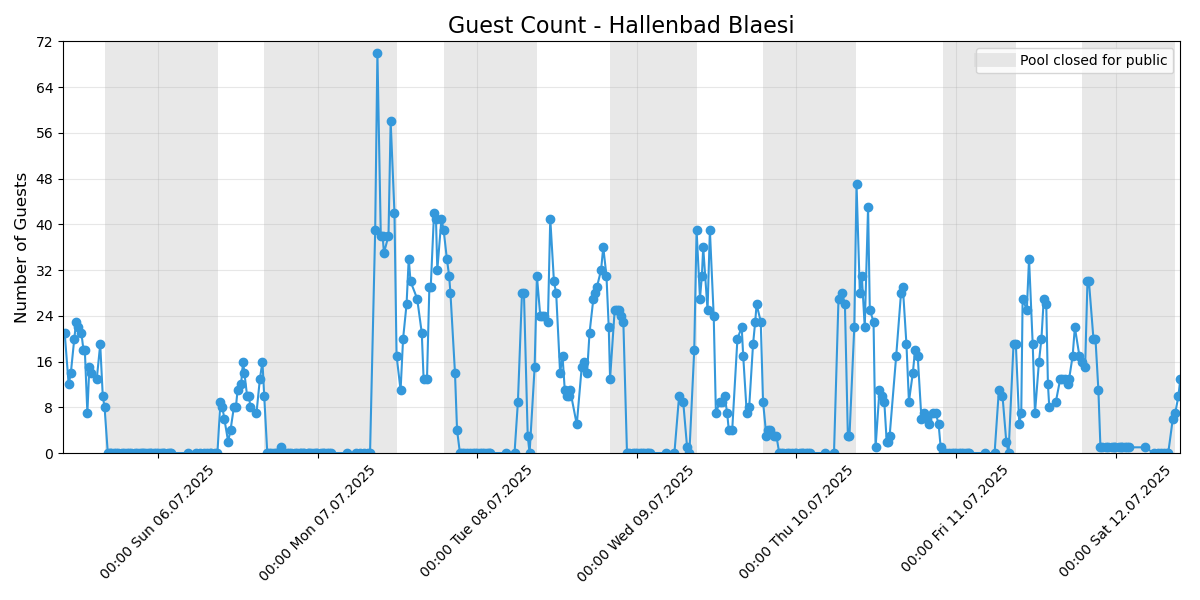 Guest Count - Hallenbad Blaesi
Pool closed for public
Number of Guests
72
64
56
48
40
32
24
16
8
0
00:00 Sun 06.07.2025
00:00 Mon 07.07.2025
00:00 Tue 08.07.2025
00:00 Wed 09.07.2025
00:00 Thu 10.07.2025
00:00 Fri 11.07.2025
00:00 Sat 12.07.2025